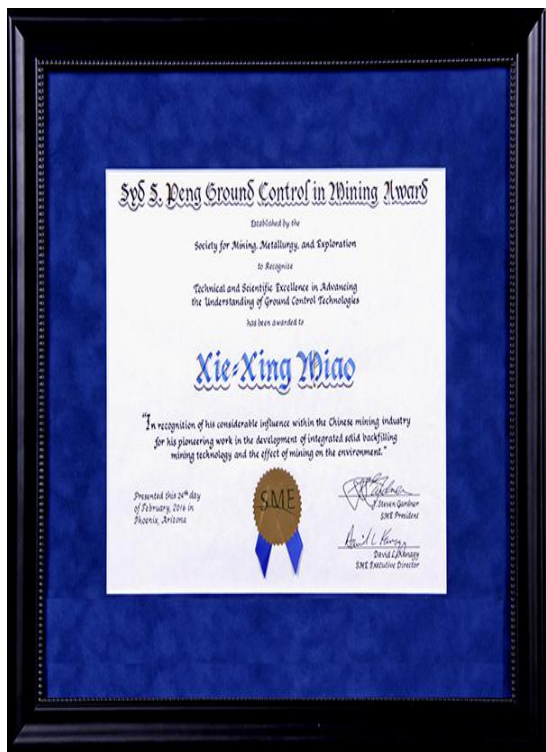 Syd S. Peng Ground Control in Mining Award
Established by the
Society for Mining, Metallurgy, and Exploration
to Recognize
Technical and Scientific Excellence in Advancing
the Understanding of Ground Control Technologies
has been awarded to
Xie-Xing Miao
"In recognition of his considerable influence within the Chinese mining industry
for his pioneering work in the development of integrated solid backfilling
mining technology and the effect of mining on the environment."
Presented this 24th day
of February, 2016 in
Phoenix, Arizona
SME
J Steven Gardner
SME President
David L. Kanagy
SME Executive Director